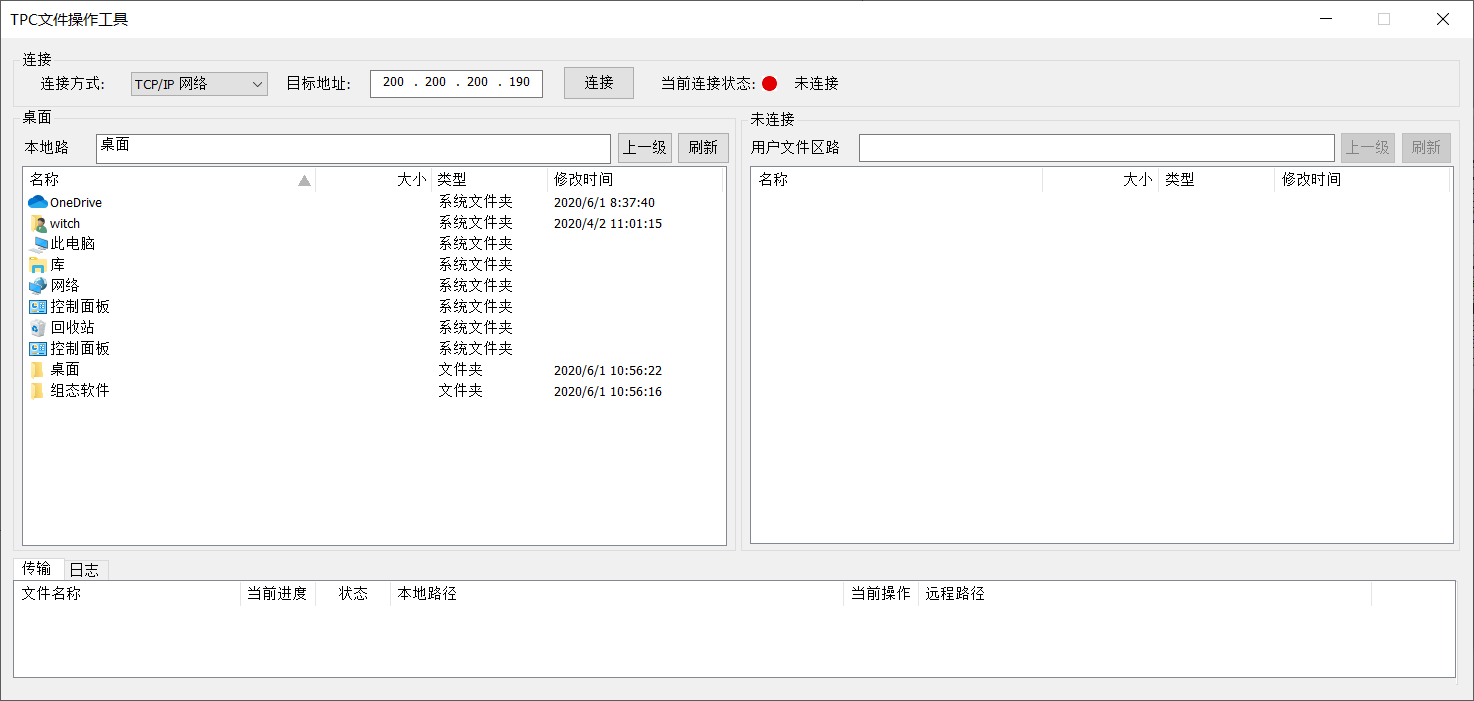 TPC文件操作工具
连接
连接方式: TCP/IP 网络 目标地址: 200 . 200 . 200 . 190 连接 当前连接状态: 未连接
桌面
本地路 桌面 上一级 刷新
名称 大小 类型 修改时间
OneDrive 系统文件夹 2020/6/1 8:37:40
witch 系统文件夹 2020/4/2 11:01:15
此电脑 系统文件夹
库 系统文件夹
网络 系统文件夹
控制面板 系统文件夹
回收站 系统文件夹
控制面板 系统文件夹
桌面 文件夹 2020/6/1 10:56:22
组态软件 文件夹 2020/6/1 10:56:16
未连接
用户文件区路 上一级 刷新
名称 大小 类型 修改时间
传输 日志
文件名称 当前进度 状态 本地路径 当前操作 远程路径